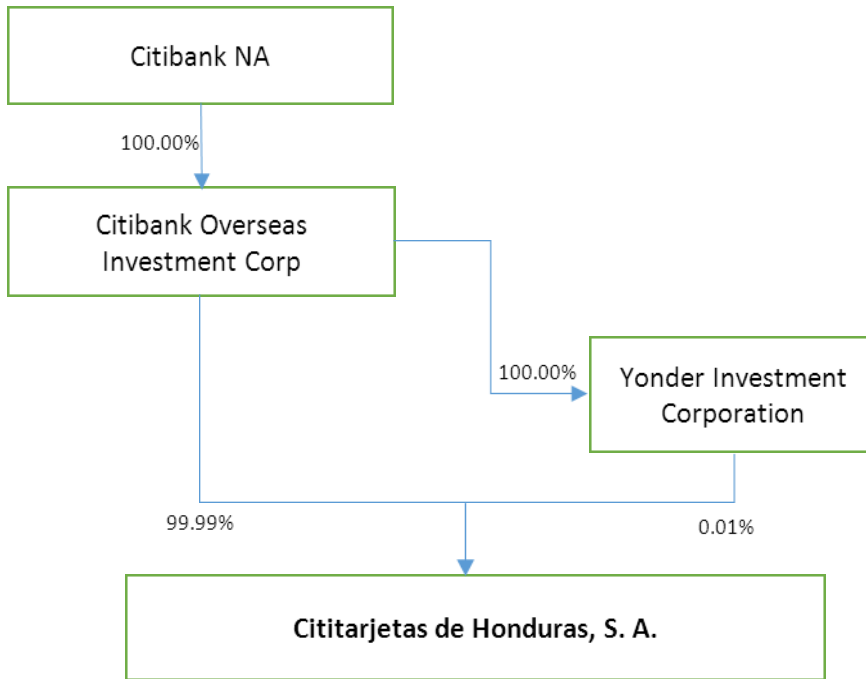 Citibank NA
100.00%
Citibank Overseas
Investment Corp
100.00%
Yonder Investment
Corporation
99.99%
0.01%
Cititarjetas de Honduras, S. A.